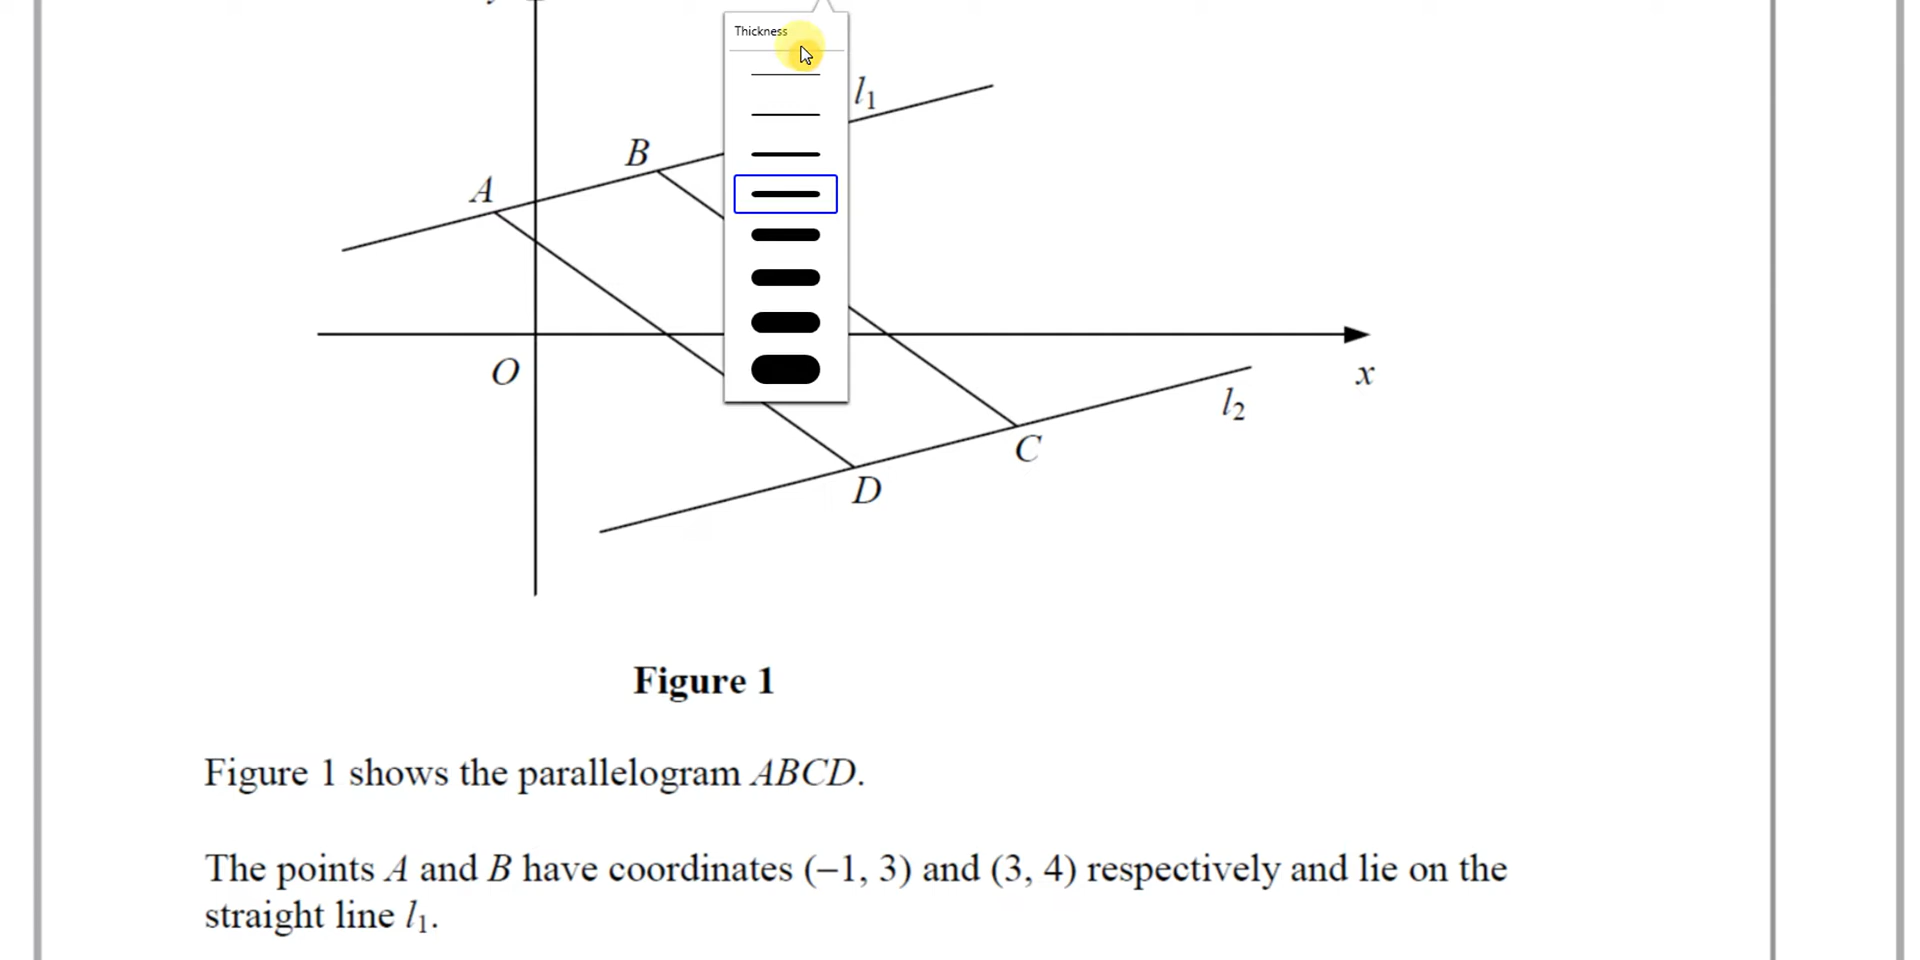 Thickness
l1
B
A
O
x
l2
C
D
Figure 1
Figure 1 shows the parallelogram ABCD.
The points A and B have coordinates (−1, 3) and (3, 4) respectively and lie on the
straight line l1.